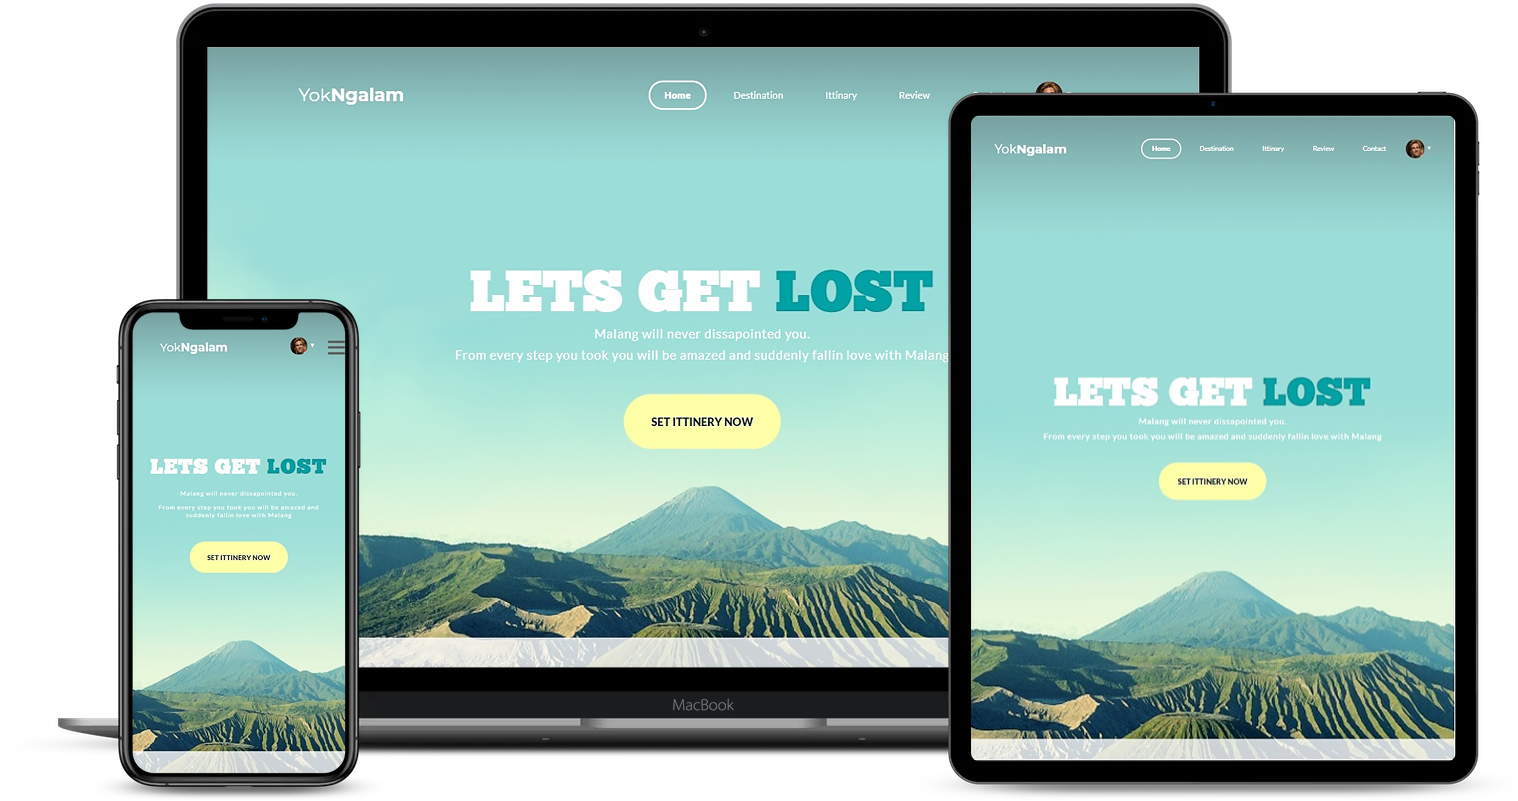 YokNgalam
Home Destination Ittinary Review
LETS GET LOST
Malang will never dissapointed you.
From every step you took you will be amazed and suddenly fallin love with Malang
SET ITTINERY NOW
MacBook
YokNgalam
LETS GET LOST
Malang will never dissapointed you.
From every step you took you will be amazed and
suddenly fallin love with Malang
SET ITTINERY NOW
YokNgalam
Home Destination Ittinary Review Contact
LETS GET LOST
Malang will never dissapointed you.
From every step you took you will be amazed and suddenly fallin love with Malang
SET ITTINERY NOW